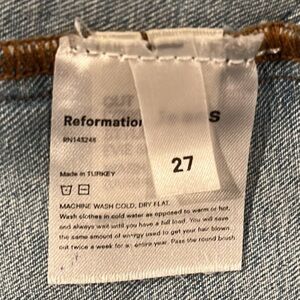 Reformation
S
RN143246
27
Made in TURKEY
MACHINE WASH COLD, DRY FLAT.
Wash clothes in cold water as opposed to warm or hot,
and always wait until you have a full load. You will save
the same amount of energy used to get your hair blown
out twice a week for an entire year. Pass the round brush